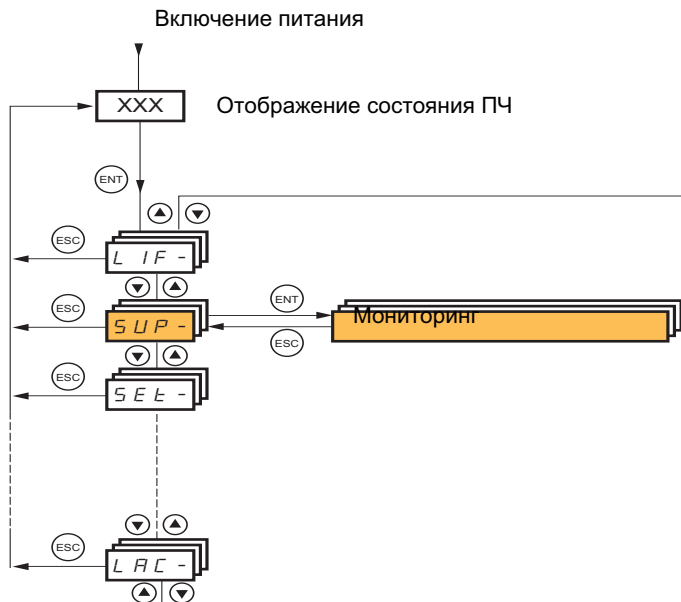 Включение питания
XXX
Отображение состояния ПЧ
ENT
ESC
L IF -
ENT
ESC
SUP -
Мониторинг
ESC
ESC
SEt -
ESC
LAC -